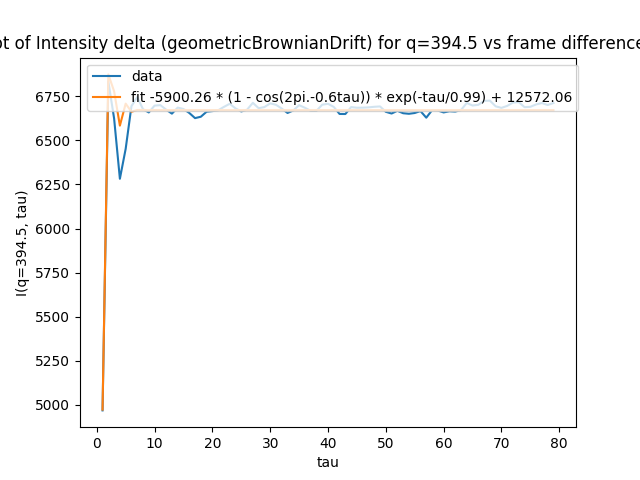 ot of Intensity delta (geometricBrownianDrift) for q=394.5 vs frame difference
data
fit -5900.26 * (1 - cos(2pi.-0.6tau)) * exp(-tau/0.99) + 12572.06
6750
6500
6250
6000
5750
5500
5250
5000
I(q=394.5, tau)
0 10 20 30 40 50 60 70 80
tau